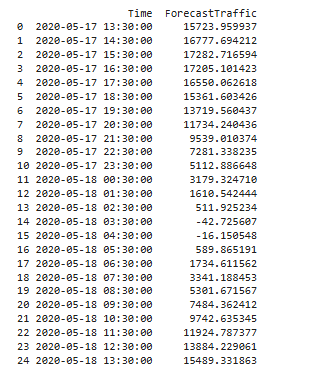 Time ForecastTraffic
0 2020-05-17 13:30:00 15723.959937
1 2020-05-17 14:30:00 16777.694212
2 2020-05-17 15:30:00 17282.716594
3 2020-05-17 16:30:00 17205.101423
4 2020-05-17 17:30:00 16550.062618
5 2020-05-17 18:30:00 15361.603426
6 2020-05-17 19:30:00 13719.560437
7 2020-05-17 20:30:00 11734.240436
8 2020-05-17 21:30:00 9539.010374
9 2020-05-17 22:30:00 7281.338235
10 2020-05-17 23:30:00 5112.886648
11 2020-05-18 00:30:00 3179.324710
12 2020-05-18 01:30:00 1610.542444
13 2020-05-18 02:30:00 511.925234
14 2020-05-18 03:30:00 -42.725607
15 2020-05-18 04:30:00 -16.150548
16 2020-05-18 05:30:00 589.865191
17 2020-05-18 06:30:00 1734.611562
18 2020-05-18 07:30:00 3341.188453
19 2020-05-18 08:30:00 5301.671567
20 2020-05-18 09:30:00 7484.362412
21 2020-05-18 10:30:00 9742.635345
22 2020-05-18 11:30:00 11924.787377
23 2020-05-18 12:30:00 13884.229061
24 2020-05-18 13:30:00 15489.331863